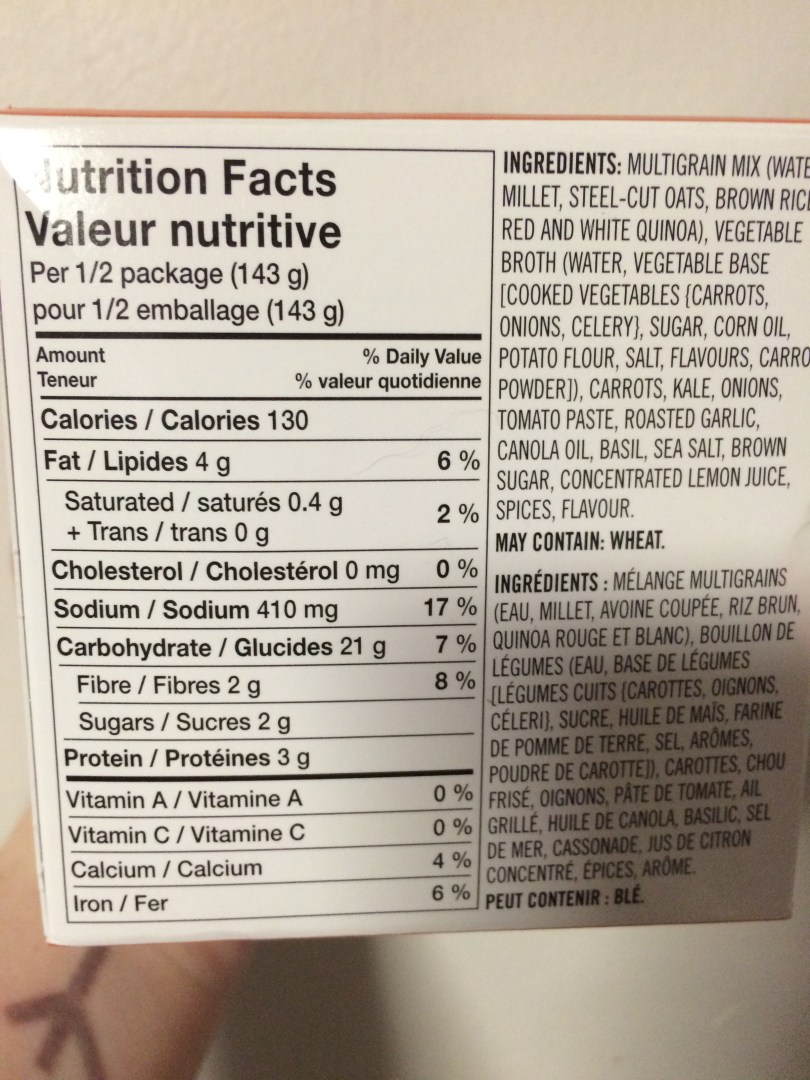 Nutrition Facts
Valeur nutritive
Per 1/2 package (143 g)
pour 1/2 emballage (143 g)
Amount % Daily Value
Teneur % valeur quotidienne
Calories / Calories 130
Fat / Lipides 4 g 6 %
Saturated / saturés 0.4 g
+ Trans / trans 0 g 2 %
Cholesterol / Cholestérol 0 mg 0 %
Sodium / Sodium 410 mg 17 %
Carbohydrate / Glucides 21 g 7 %
Fibre / Fibres 2 g 8 %
Sugars / Sucres 2 g
Protein / Protéines 3 g
Vitamin A / Vitamine A 0 %
Vitamin C / Vitamine C 0 %
Calcium / Calcium 4 %
Iron / Fer 6 %
INGREDIENTS: MULTIGRAIN MIX (WATE
MILLET, STEEL-CUT OATS, BROWN RIC
RED AND WHITE QUINOA), VEGETABLE
BROTH (WATER, VEGETABLE BASE
[COOKED VEGETABLES {CARROTS,
ONIONS, CELERY}, SUGAR, CORN OIL,
POTATO FLOUR, SALT, FLAVOURS, CARRO
POWDER]), CARROTS, KALE, ONIONS,
TOMATO PASTE, ROASTED GARLIC,
CANOLA OIL, BASIL, SEA SALT, BROWN
SUGAR, CONCENTRATED LEMON JUICE,
SPICES, FLAVOUR.
MAY CONTAIN: WHEAT.
INGRÉDIENTS : MÉLANGE MULTIGRAINS
(EAU, MILLET, AVOINE COUPÉE, RIZ BRUN,
QUINOA ROUGE ET BLANC), BOUILLON DE
LÉGUMES (EAU, BASE DE LÉGUMES
[LÉGUMES CUITS {CAROTTES, OIGNONS,
CÉLERI}, SUCRE, HUILE DE MAÏS, FARINE
DE POMME DE TERRE, SEL, ARÔMES,
POUDRE DE CAROTTE]), CAROTTES, CHOU
FRISÉ, OIGNONS, PÂTE DE TOMATE, AIL
GRILLÉ, HUILE DE CANOLA, BASILIC, SEL
DE MER, CASSONADE, JUS DE CITRON
CONCENTRÉ, ÉPICES, ARÔME.
PEUT CONTENIR : BLÉ.